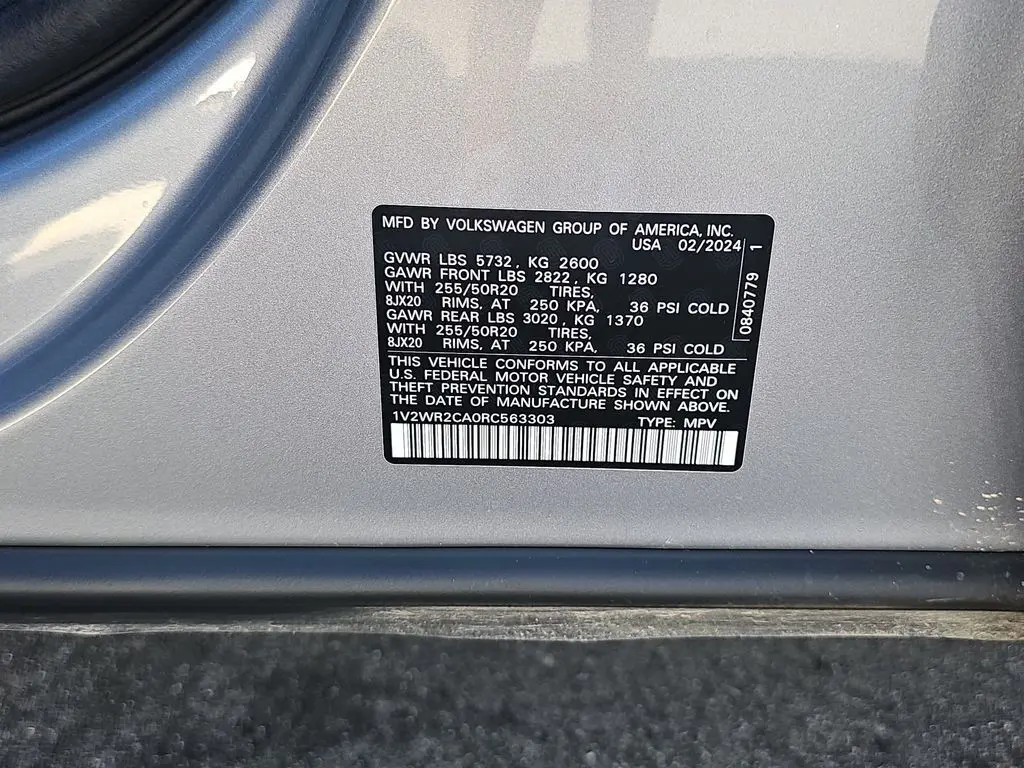 MFD BY VOLKSWAGEN GROUP OF AMERICA, INC.
USA 02/2024
GVWR LBS 5732, KG 2600
GAWR FRONT LBS 2822, KG 1280
WITH 255/50R20 TIRES,
8JX20 RIMS, AT 250 KPA, 36 PSI COLD
GAWR REAR LBS 3020, KG 1370
WITH 255/50R20 TIRES,
8JX20 RIMS, AT 250 KPA, 36 PSI COLD
0840779 1
THIS VEHICLE CONFORMS TO ALL APPLICABLE
U.S. FEDERAL MOTOR VEHICLE SAFETY AND
THEFT PREVENTION STANDARDS IN EFFECT ON
THE DATE OF MANUFACTURE SHOWN ABOVE.
1V2WR2CA0RC563303 TYPE: MPV